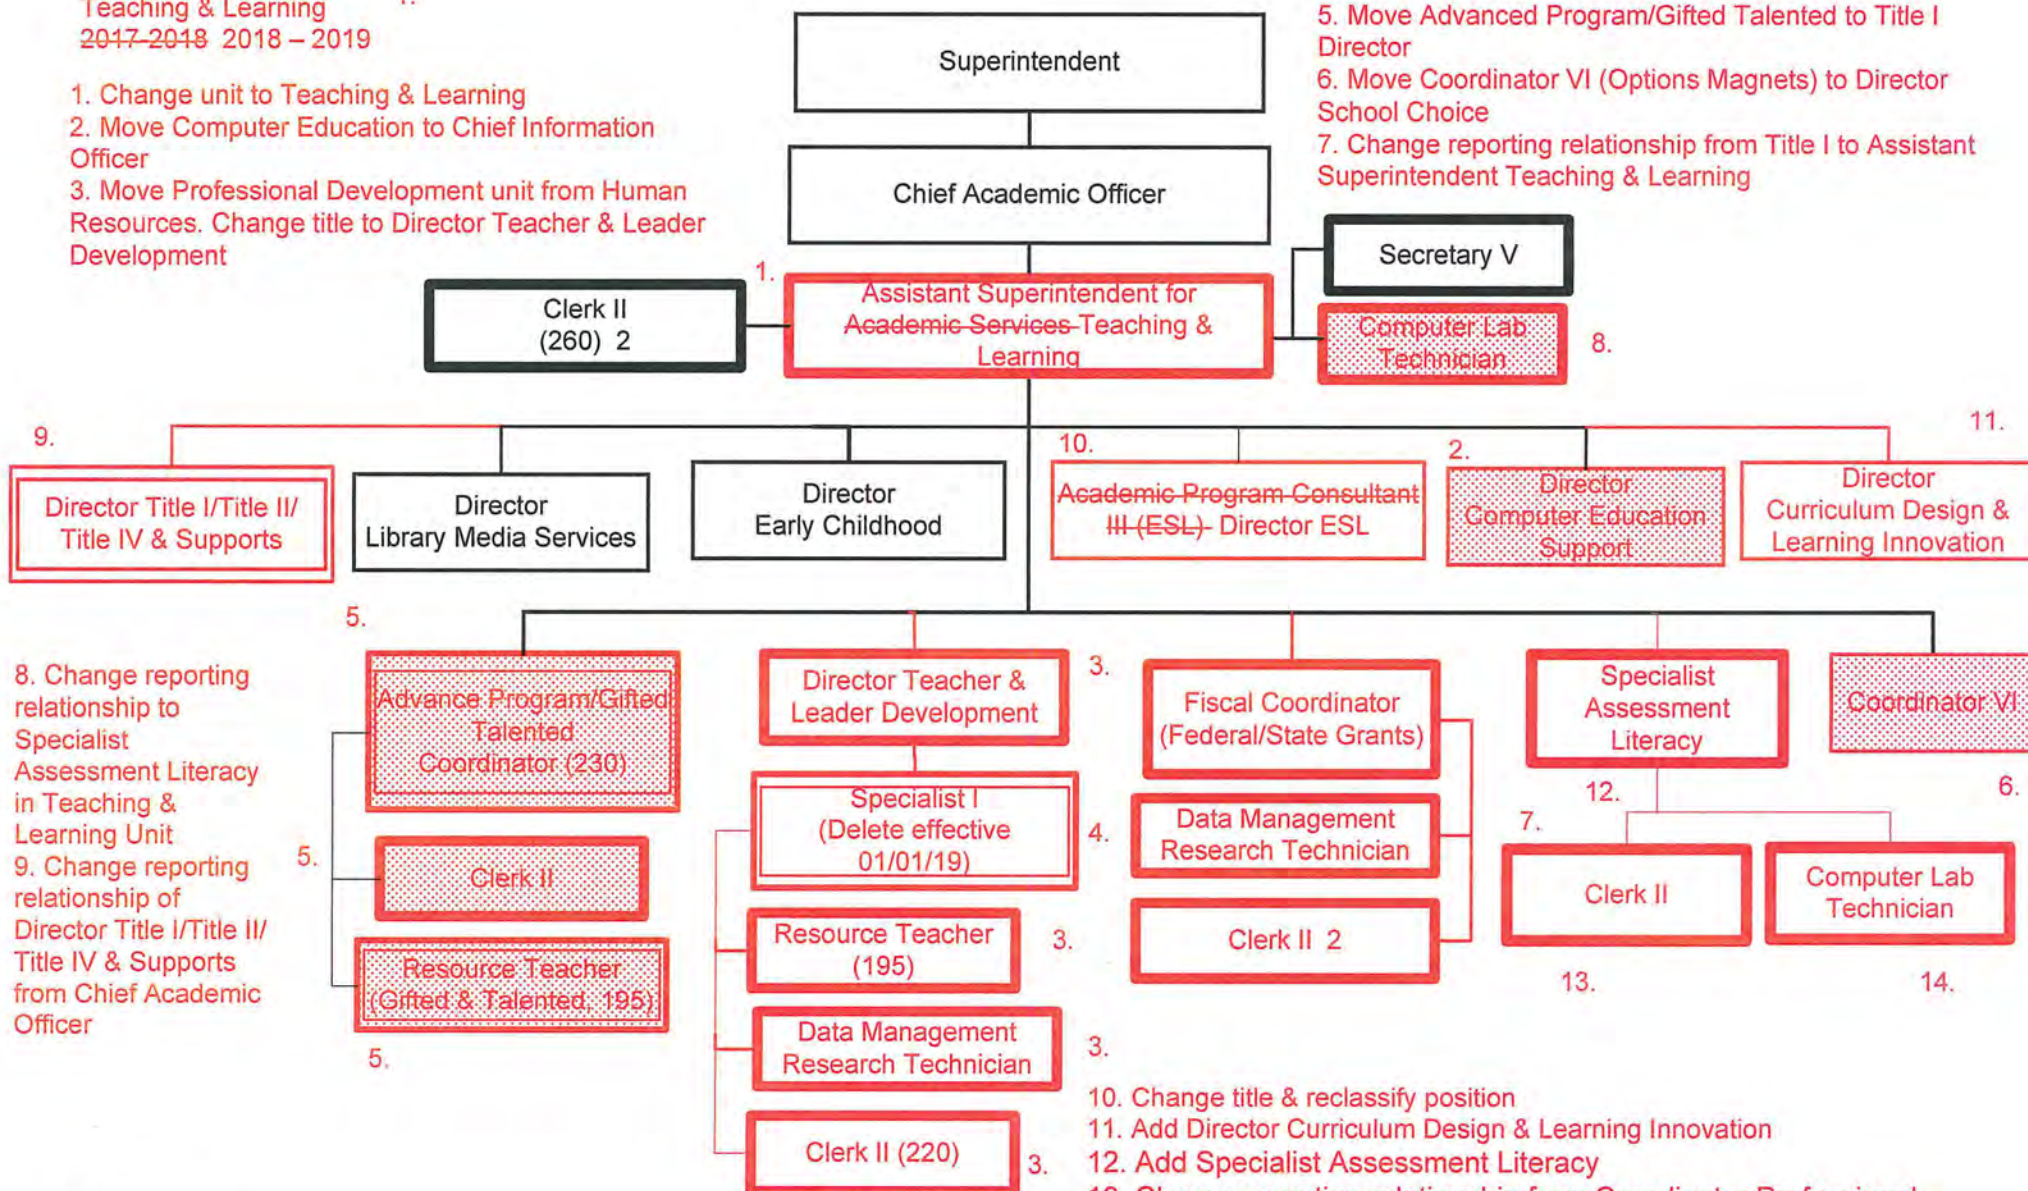 Teaching & Learning
2017-2018 2018 – 2019
1. Change unit to Teaching & Learning
2. Move Computer Education to Chief Information
Officer
3. Move Professional Development unit from Human
Resources. Change title to Director Teacher & Leader
Development
Superintendent
Chief Academic Officer
5. Move Advanced Program/Gifted Talented to Title I
Director
6. Move Coordinator VI (Options Magnets) to Director
School Choice
7. Change reporting relationship from Title I to Assistant
Superintendent Teaching & Learning
Secretary V
Clerk II
(260) 2
1.
Assistant Superintendent for
Academic Services Teaching &
Learning
Computer Lab
Technician
8.
9.
Director Title I/Title II/
Title IV & Supports
Director
Library Media Services
Director
Early Childhood
10.
Academic Program Consultant
III (ESL) Director ESL
2.
Director
Computer Education
Support
11.
Director
Curriculum Design &
Learning Innovation
8. Change reporting
relationship to
Specialist
Assessment Literacy
in Teaching &
Learning Unit
9. Change reporting
relationship of
Director Title I/Title II/
Title IV & Supports
from Chief Academic
Officer
5.
Advance Program/Gifted
Talented
Coordinator (230)
5.
Clerk II
Resource Teacher
(Gifted & Talented, 195)
5.
Director Teacher &
Leader Development
3.
Specialist I
(Delete effective
01/01/19)
4.
Resource Teacher
(195)
3.
Data Management
Research Technician
3.
Clerk II (220)
3.
Fiscal Coordinator
(Federal/State Grants)
Data Management
Research Technician
Clerk II 2
Specialist
Assessment
Literacy
12.
7.
Clerk II
13.
Computer Lab
Technician
14.
Coordinator VI
6.
10. Change title & reclassify position
11. Add Director Curriculum Design & Learning Innovation
12. Add Specialist Assessment Literacy